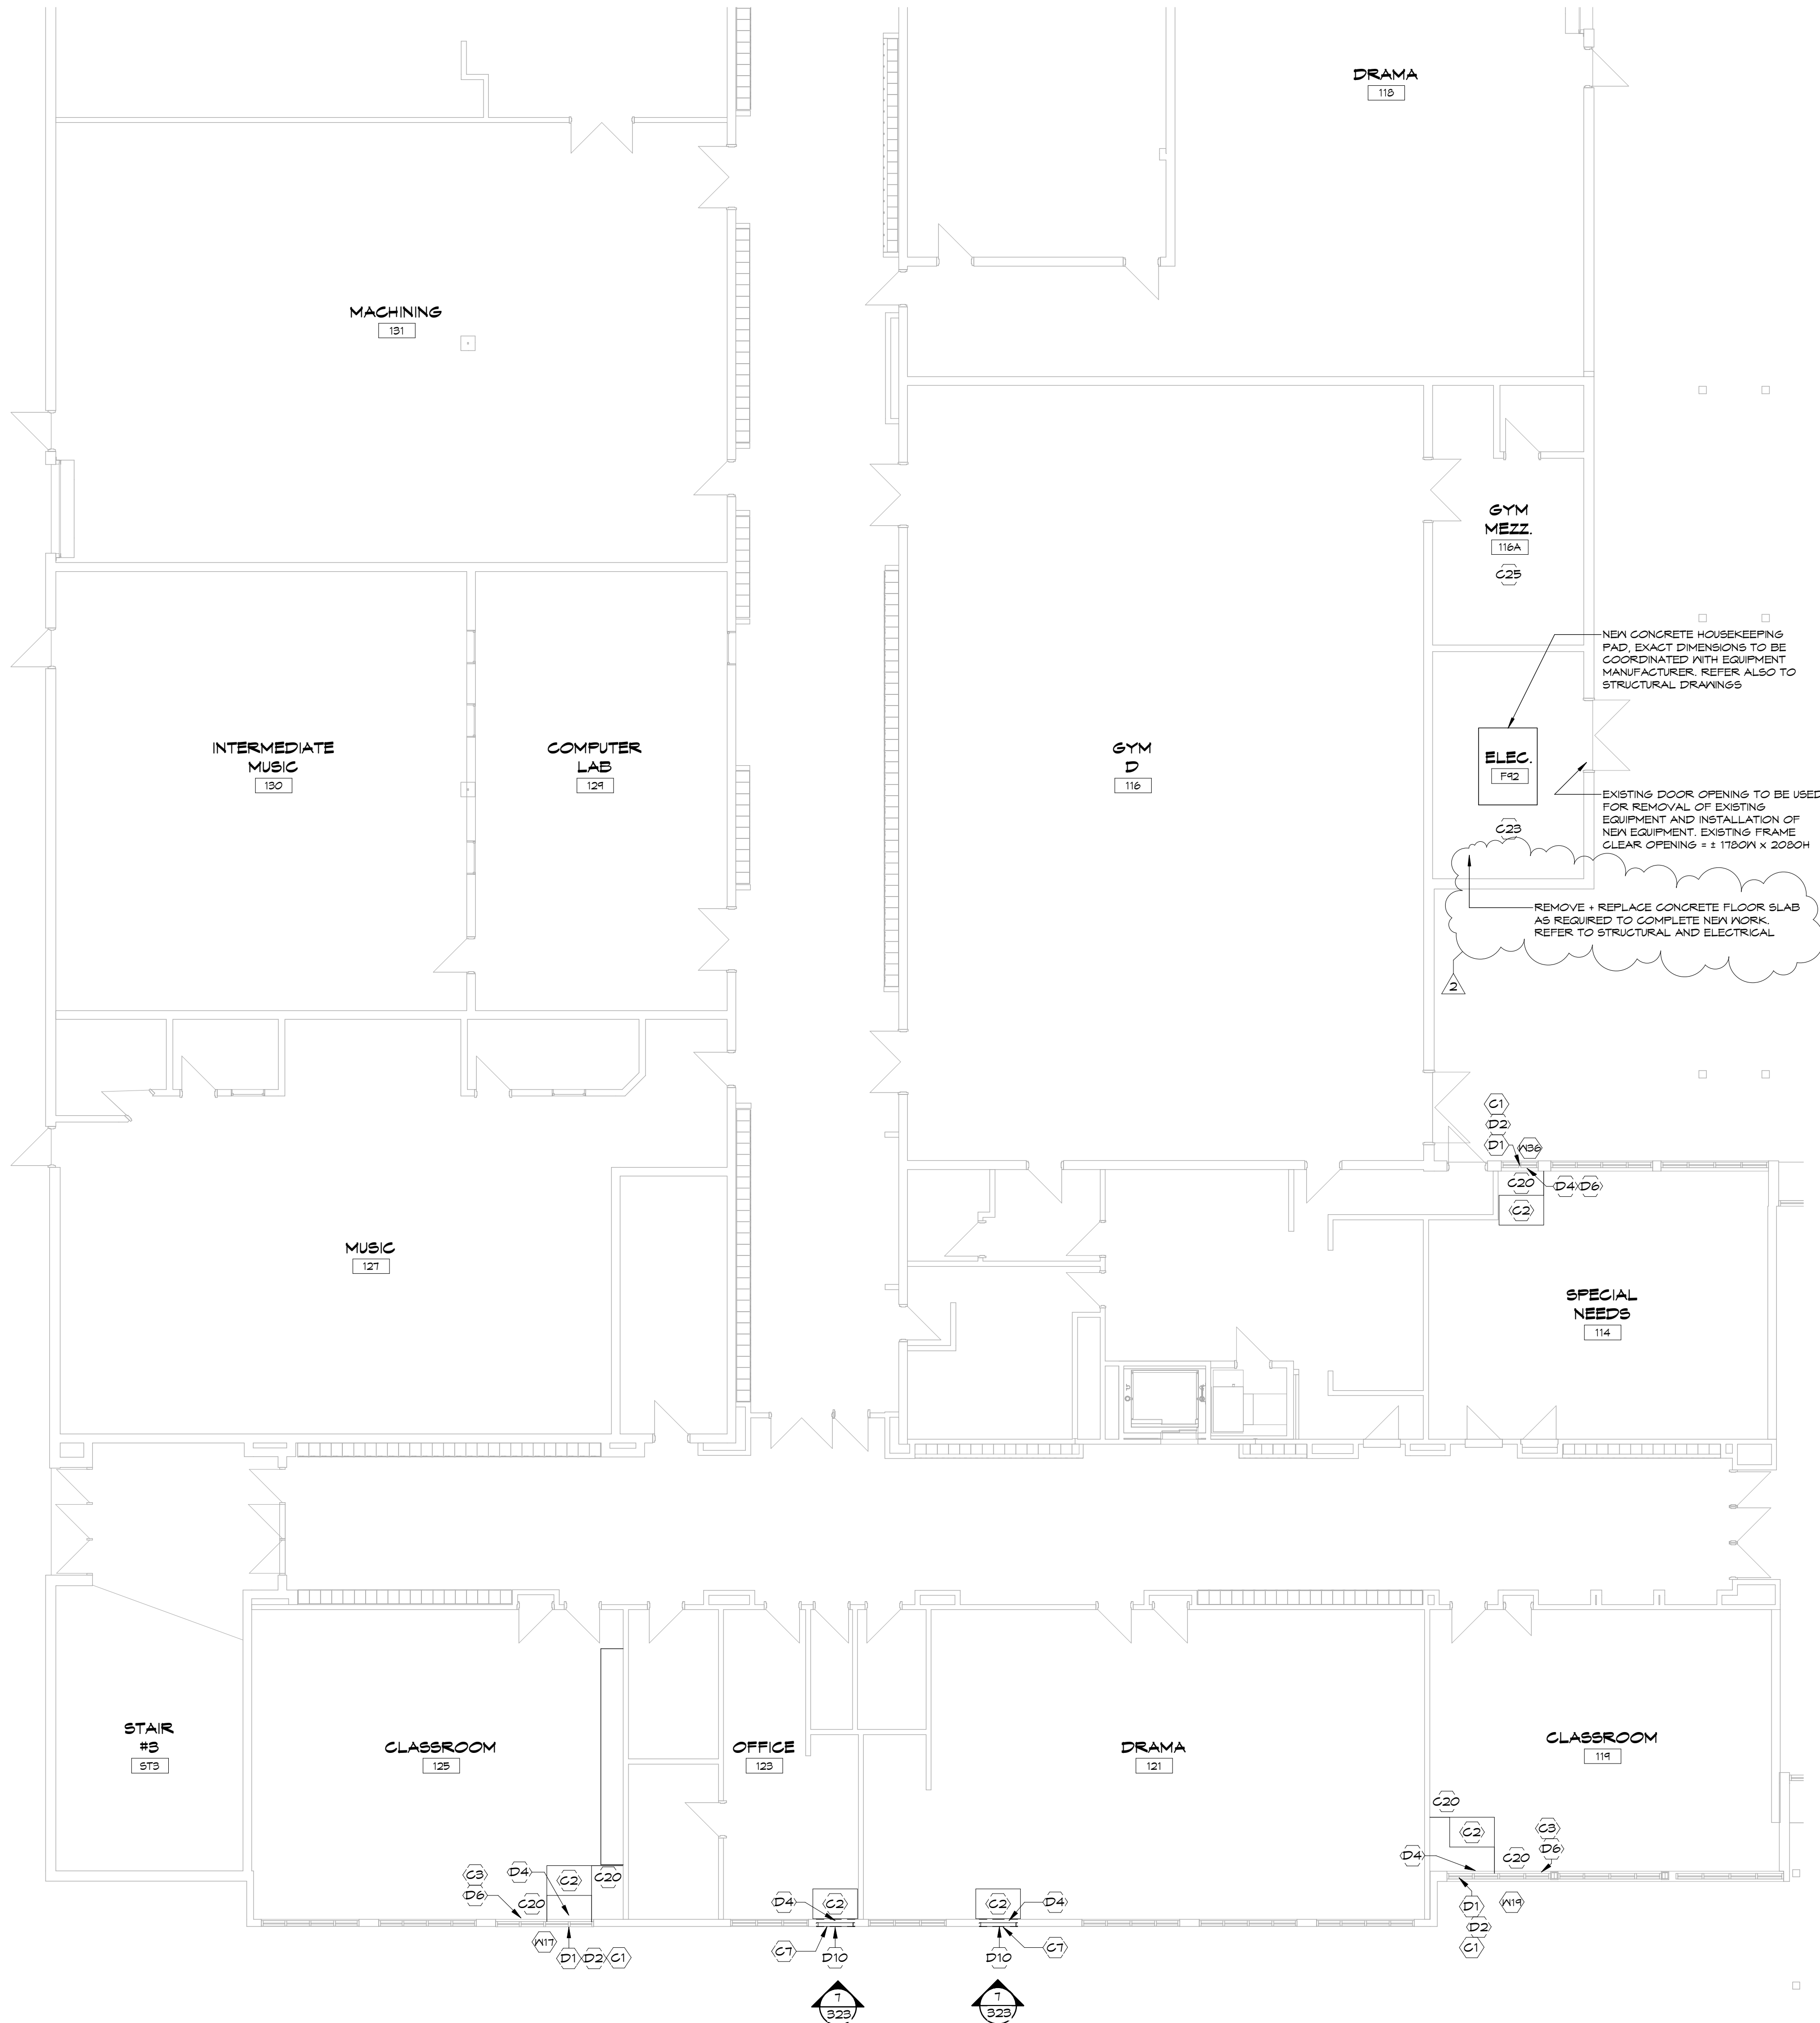 DRAMA
118
MACHINING
131
GYM
MEZZ.
116A
C25
NEW CONCRETE HOUSEKEEPING
PAD, EXACT DIMENSIONS TO BE
COORDINATED WITH EQUIPMENT
MANUFACTURER. REFER ALSO TO
STRUCTURAL DRAWINGS
INTERMEDIATE
MUSIC
130
COMPUTER
LAB
129
GYM
D
116
ELEC.
F92
C23
EXISTING DOOR OPENING TO BE USED
FOR REMOVAL OF EXISTING
EQUIPMENT AND INSTALLATION OF
NEW EQUIPMENT. EXISTING FRAME
CLEAR OPENING = ± 1780W x 2080H
REMOVE + REPLACE CONCRETE FLOOR SLAB
AS REQUIRED TO COMPLETE NEW WORK.
REFER TO STRUCTURAL AND ELECTRICAL
2
C1
D2
D1
W36
C20
D4 D6
C2
MUSIC
127
SPECIAL
NEEDS
114
STAIR
#3
ST3
CLASSROOM
125
OFFICE
123
DRAMA
121
CLASSROOM
119
C3
D6
D4
C2
C20
C20
W17
D1 D2 C1
D4
C2
C7
D10
7
323
C2
D4
D10
C7
7
323
C20
C2
D4
C20
C3
D6
D1
D2
C1
W19